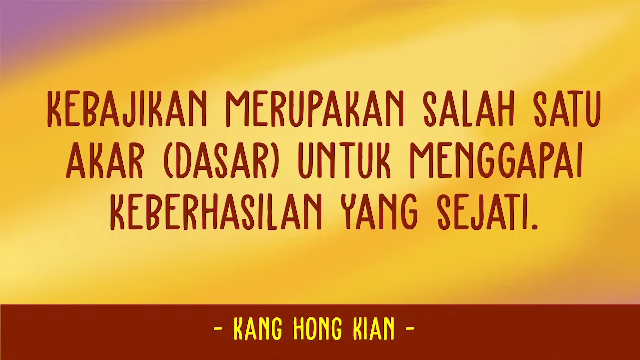 KEBAJIKAN MERUPAKAN SALAH SATU
AKAR (DASAR) UNTUK MENGGAPAI
KEBERHASILAN YANG SEJATI.
- KANG HONG KIAN -